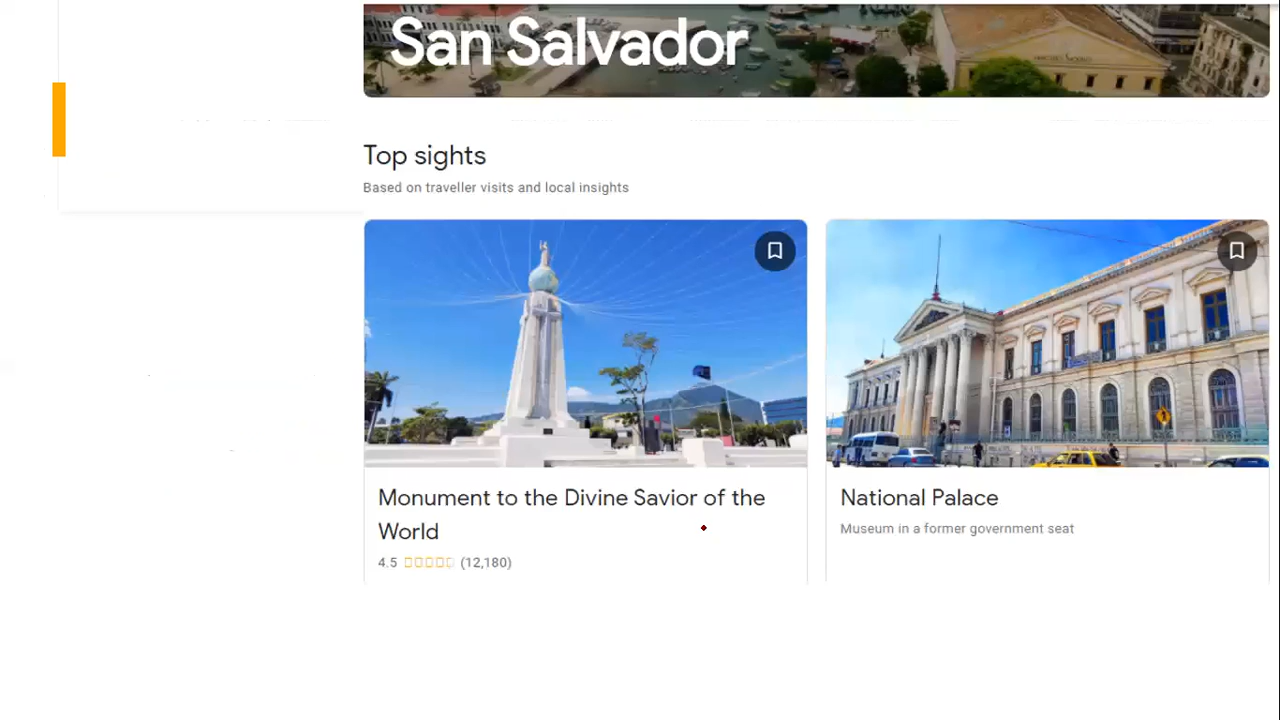 San Salvador
Top sights
Based on traveller visits and local insights
Monument to the Divine Savior of the
World
4.5 (12,180)
National Palace
Museum in a former government seat